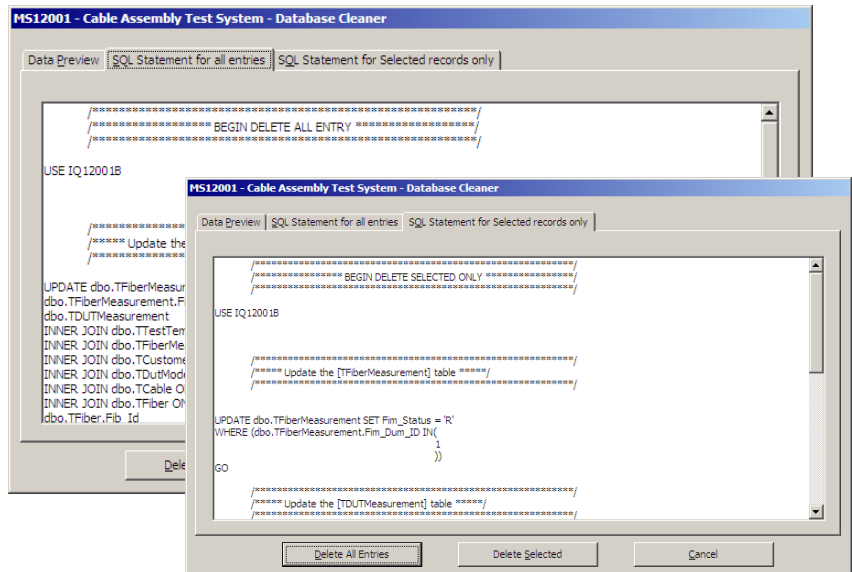 MS12001 - Cable Assembly Test System - Database Cleaner
Data Preview SQL Statement for all entries SQL Statement for Selected records only
/**********************************************************/
/****************** BEGIN DELETE ALL ENTRY ******************/
/**********************************************************/
USE IQ12001B
/***** Update the
UPDATE dbo.TFiberMeasur
dbo.TFiberMeasurement.F
dbo.TDUTMeasurement
INNER JOIN dbo.TTestTem
INNER JOIN dbo.TFiberMe
INNER JOIN dbo.TCustome
INNER JOIN dbo.TDutMod
INNER JOIN dbo.TCable O
INNER JOIN dbo.TFiber ON
dbo.TFiber.Fib_Id
Dele
MS12001 - Cable Assembly Test System - Database Cleaner
Data Preview SQL Statement for all entries SQL Statement for Selected records only
/************************************************/
/**************** BEGIN DELETE SELECTED ONLY ****************/
/************************************************/
USE IQ12001B
/************************************************/
/***** Update the [TFiberMeasurement] table *****/
/************************************************/
UPDATE dbo.TFiberMeasurement SET Fim_Status = 'R'
WHERE (dbo.TFiberMeasurement.Fim_Dum_ID IN(
1
))
GO
/************************************************/
/***** Update the [TDUTMeasurement] table *****/
/************************************************/
Delete All Entries Delete Selected Cancel